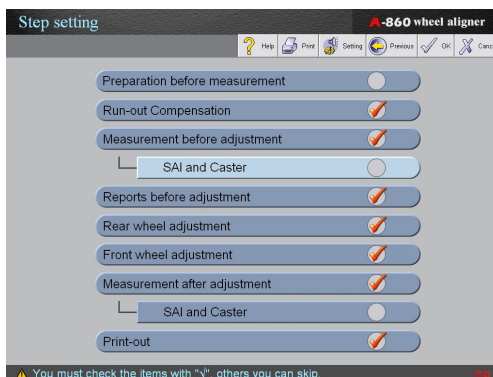 Step setting
A-860 wheel aligner
Help Print Setting Previous OK Canc
Preparation before measurement
Run-out Compensation
Measurement before adjustment
SAI and Caster
Reports before adjustment
Rear wheel adjustment
Front wheel adjustment
Measurement after adjustment
SAI and Caster
Print-out
You must check the items with "√" others you can skip.